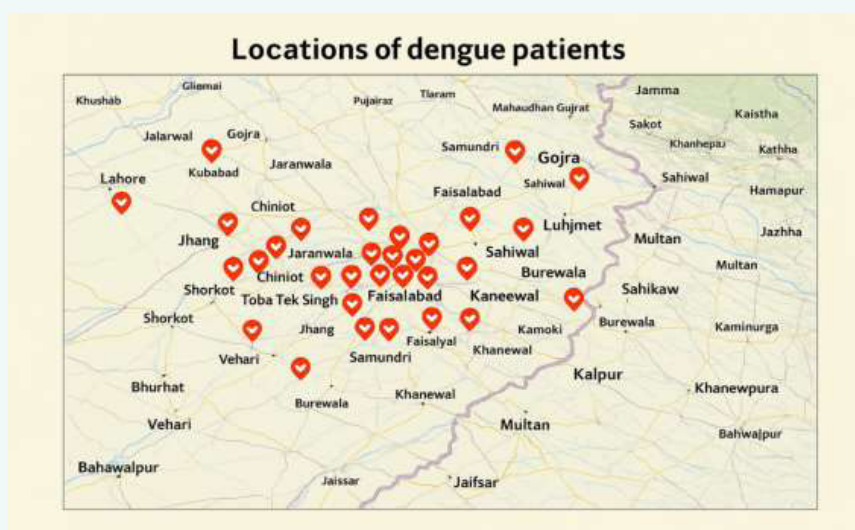 Locations of dengue patients
Gliemai
Jamma
Khushab
Pujairaz
Tlaram
Mahaudhan Gujrat
Kaistha
Sakot
Jalarwal
Gojra
Samundri
Khanhepaj
Kathha
Gojra
Jaranwala
Kubabad
Lahore
Sahiwal
Sahiwal
Faisalabad
Hamapur
Chiniot
Luhjmet
Jazhha
Jhang
Multan
Jaranwala
Sahiwal
Multan
Chiniot
Burewala
Shorkot
Toba Tek Singh
Faisalabad
Kaneewal
Sahikaw
Shorkot
Jhang
Faisalyal
Kamoki
Burewala
Kaminurga
Vehari
Samundri
Khanewal
Kalpur
Bhurhat
Khanewpura
Burewala
Khanewal
Vehari
Multan
Bahwajpur
Bahawalpur
Jaissar
Jaifsar